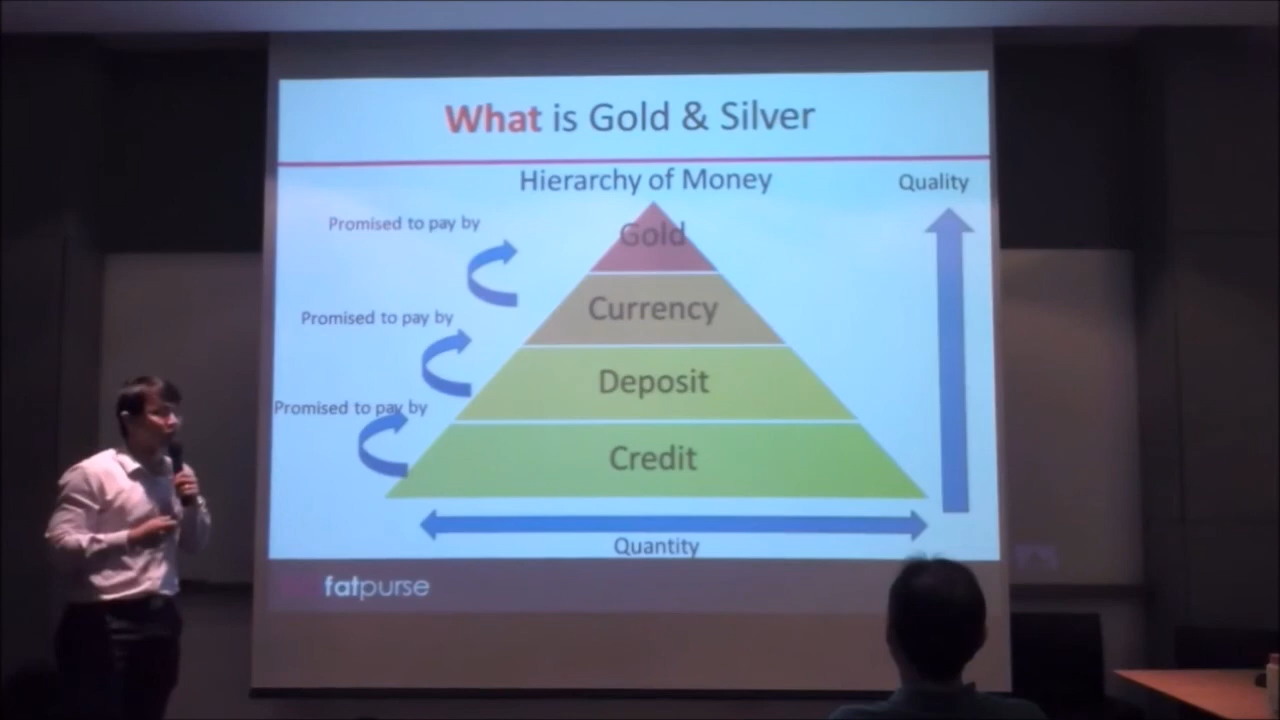 What is Gold & Silver
Hierarchy of Money
Quality
Promised to pay by
Gold
Promised to pay by
Currency
Promised to pay by
Deposit
Credit
Quantity
fatpurse